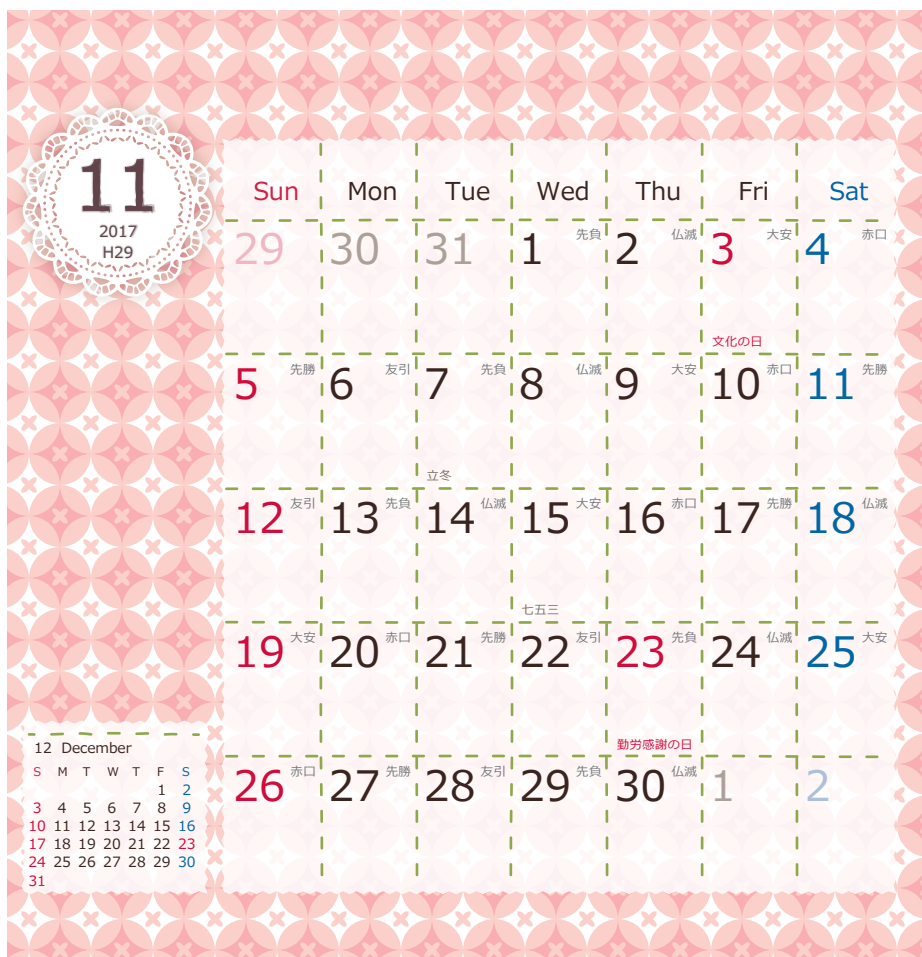 11
2017
H29
Sun Mon Tue Wed Thu Fri Sat
29 30 31 1 先負 2 仏滅 3 大安 4 赤口
文化の日
5 先勝 6 友引 7 先負 8 仏滅 9 大安 10 赤口 11 先勝
立冬
12 友引 13 先負 14 仏滅 15 大安 16 赤口 17 先勝 18 仏滅
七五三
19 大安 20 赤口 21 先勝 22 友引 23 先負 24 仏滅 25 大安
勤労感謝の日
26 赤口 27 先勝 28 友引 29 先負 30 仏滅 1 2
12 December
S M T W T F S
1 2
3 4 5 6 7 8 9
10 11 12 13 14 15 16
17 18 19 20 21 22 23
24 25 26 27 28 29 30
31